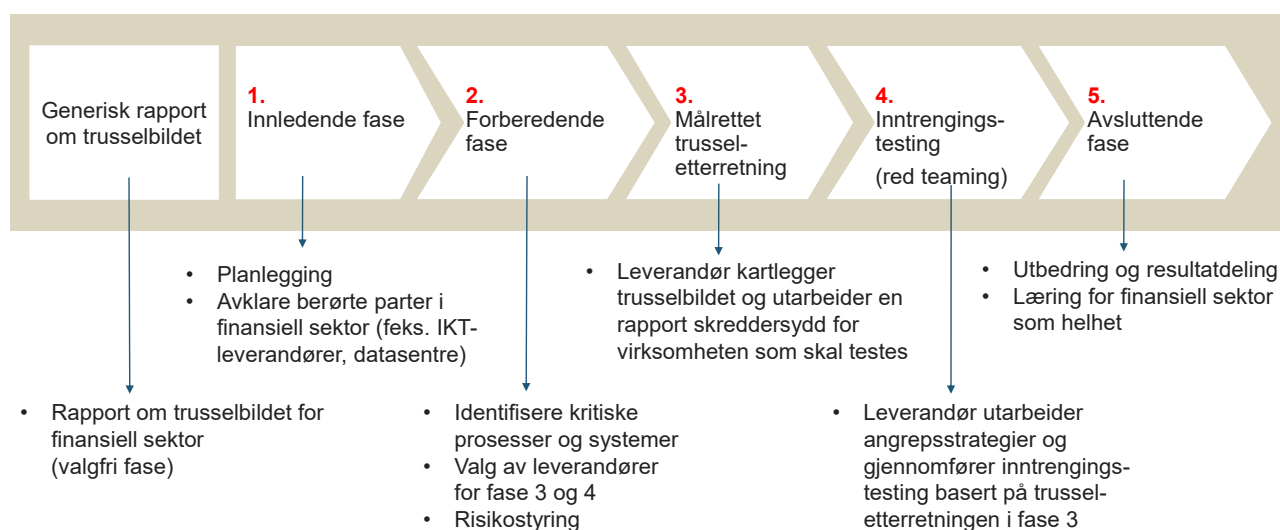 Generisk rapport
om trusselbildet
1.
Innledende fase
2.
Forberedende
fase
3.
Målrettet
trussel-
etterretning
4.
Inntrengings-
testing
(red teaming)
5.
Avsluttende
fase
• Rapport om trusselbildet for
finansiell sektor
(valgfri fase)
• Planlegging
• Avklare berørte parter i
finansiell sektor (feks. IKT-
leverandører, datasentre)
• Identifisere kritiske
prosesser og systemer
• Valg av leverandører
for fase 3 og 4
• Risikostyring
• Leverandør kartlegger
trusselbildet og utarbeider en
rapport skreddersydd for
virksomheten som skal testes
• Leverandør utarbeider
angrepsstrategier og
gjennomfører inntrengings-
testing basert på trussel-
etterretningen i fase 3
• Utbedring og resultatdeling
• Læring for finansiell sektor
som helhet